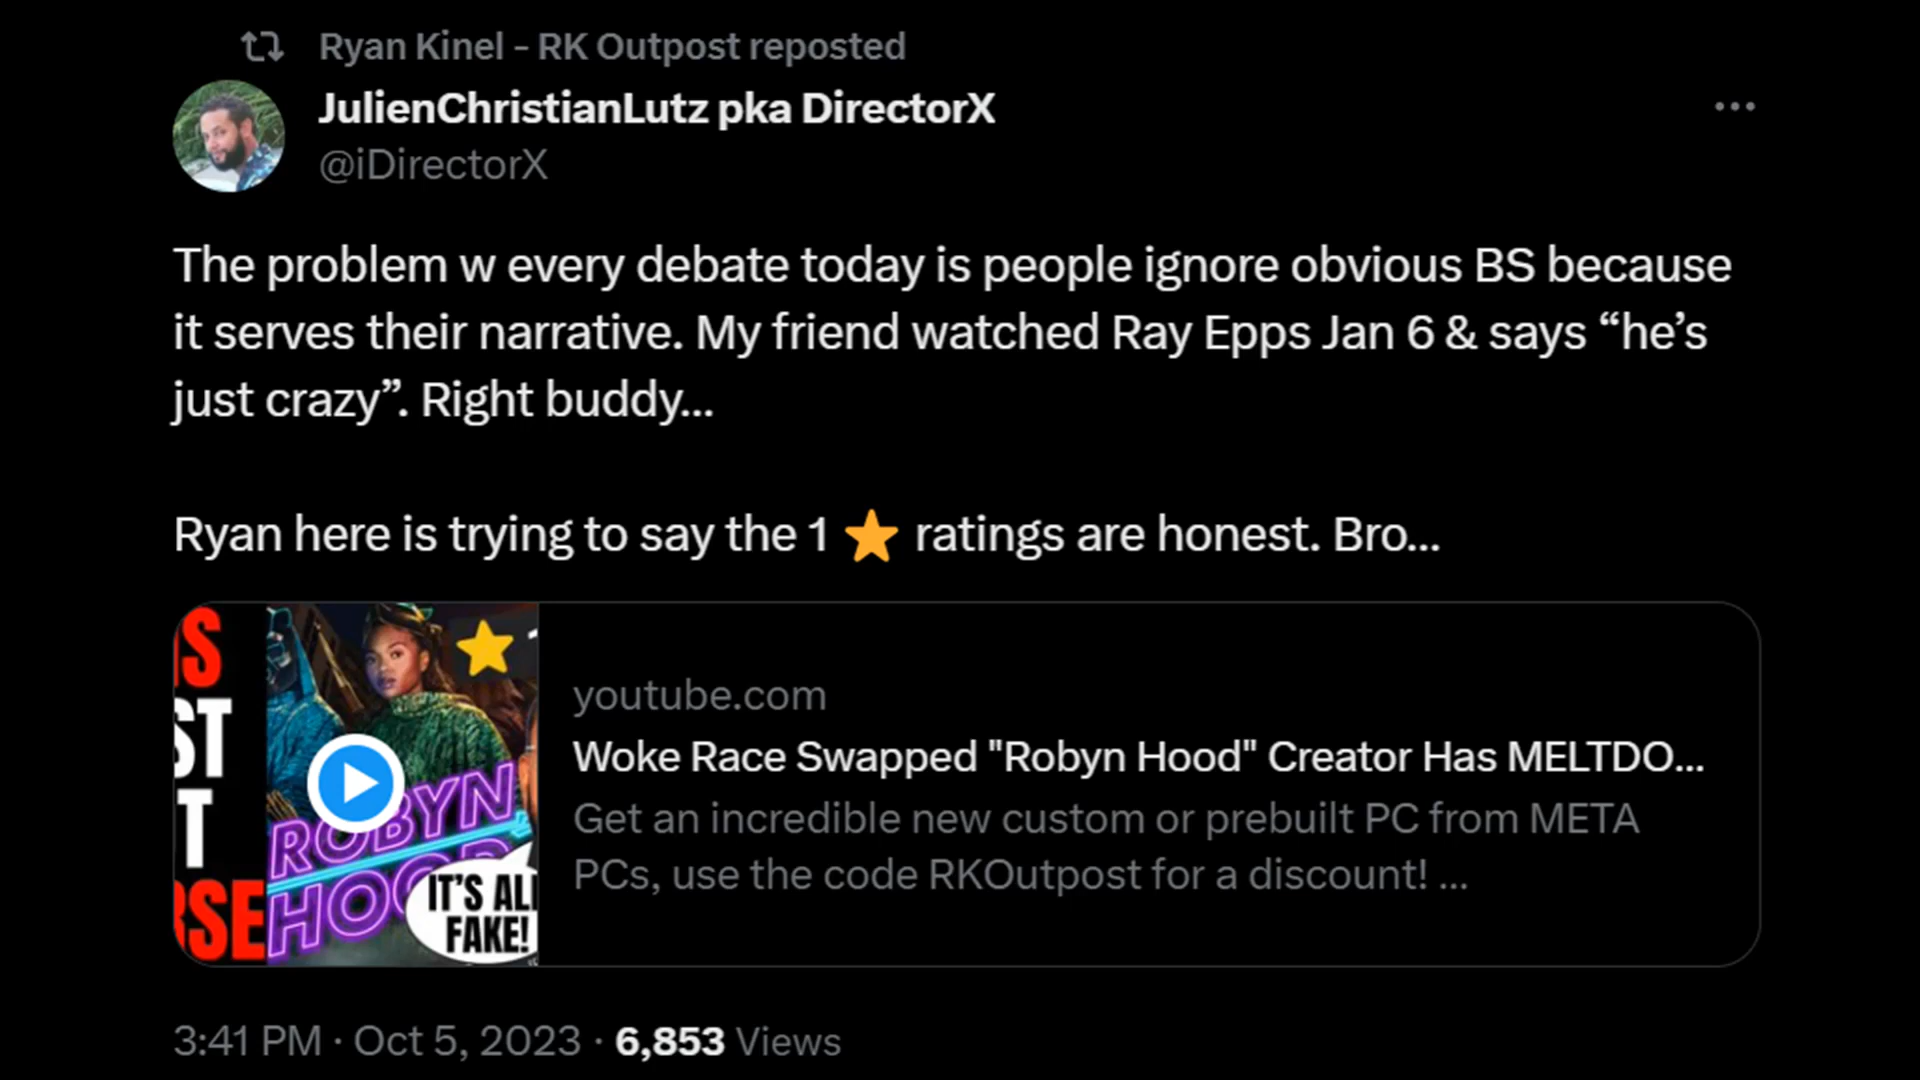 Ryan Kinel - RK Outpost reposted
JulienChristianLutz pka DirectorX
@iDirectorX
The problem w every debate today is people ignore obvious BS because
it serves their narrative. My friend watched Ray Epps Jan 6 & says “he’s
just crazy”. Right buddy...
Ryan here is trying to say the 1 ⭐ ratings are honest. Bro...
youtube.com
Woke Race Swapped "Robyn Hood" Creator Has MELTDO...
Get an incredible new custom or prebuilt PC from META
PCs, use the code RKOutpost for a discount! ...
ROBYN
HOOD
IT'S ALL
FAKE!
3:41 PM · Oct 5, 2023 · 6,853 Views